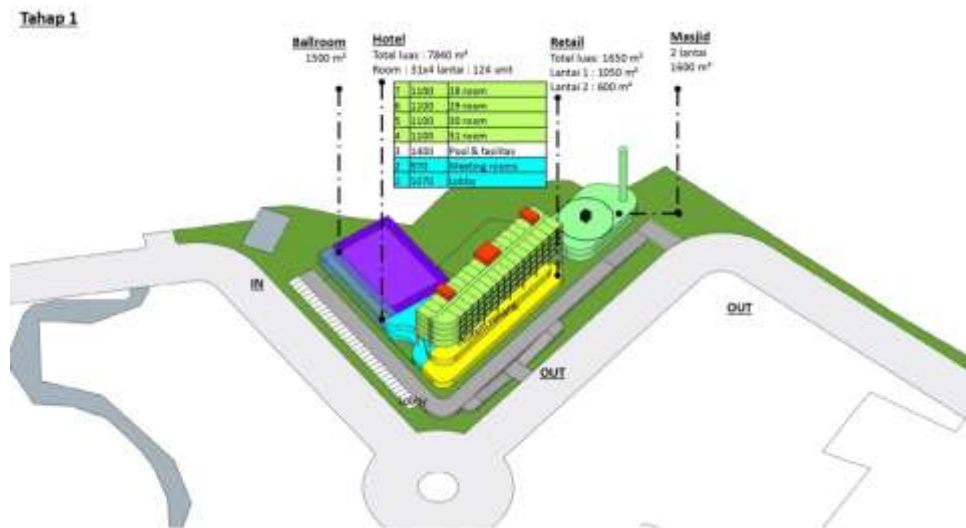 Tahap 1
Ballroom
1500 m²
Hotel
Total luas : 7840 m²
Room : 31x4 lantai : 124 unit
Retail
Total luas: 1650 m²
Lantai 1 : 1050 m²
Lantai 2 : 600 m²
Masjid
2 lantai
1600 m²
7 1100 28 room
6 1100 29 room
5 1100 30 room
4 1100 31 room
3 1400 Pool & fasilitas
2 970 Meeting rooms
1 1070 Lobby
IN
OUT
OUT